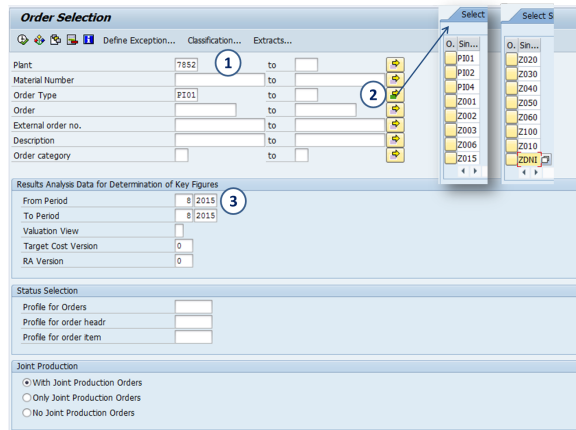 Order Selection
Define Exception... Classification... Extracts...
Plant 7852 to
Material Number to
Order Type PI01 to
Order to
External order no. to
Description to
Order category to
1
2
Select
O. Sin...
PI01
PI02
PI04
Z001
Z002
Z003
Z006
Z015
Select S
O. Sin...
Z020
Z030
Z040
Z050
Z060
Z100
Z010
ZDNI
Results Analysis Data for Determination of Key Figures
From Period 8 2015
To Period 8 2015
3
Valuation View
Target Cost Version 0
RA Version 0
Status Selection
Profile for Orders
Profile for order headr
Profile for order item
Joint Production
With Joint Production Orders
Only Joint Production Orders
No Joint Production Orders